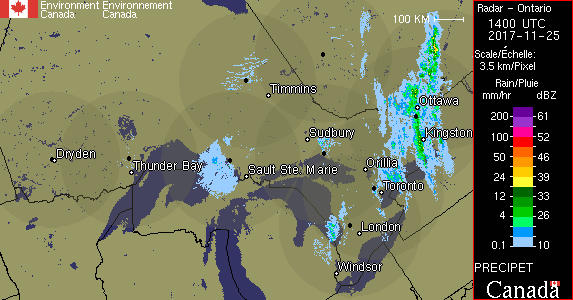 Environment Environnement
Canada Canada
100 KM
Timmins
Ottawa
Sudbury
Kingston
Dryden
Thunder Bay
Sault Ste. Marie
Orillia
Toronto
London
Windsor
Radar - Ontario
1400 UTC
2017-11-25
Scale/Échelle:
3.5 km/Pixel
Rain/Pluie
mm/hr dBZ
200 61
100 52
50 46
24 39
12 33
4 26
1 20
0.1 10
PRECIPET
Canada